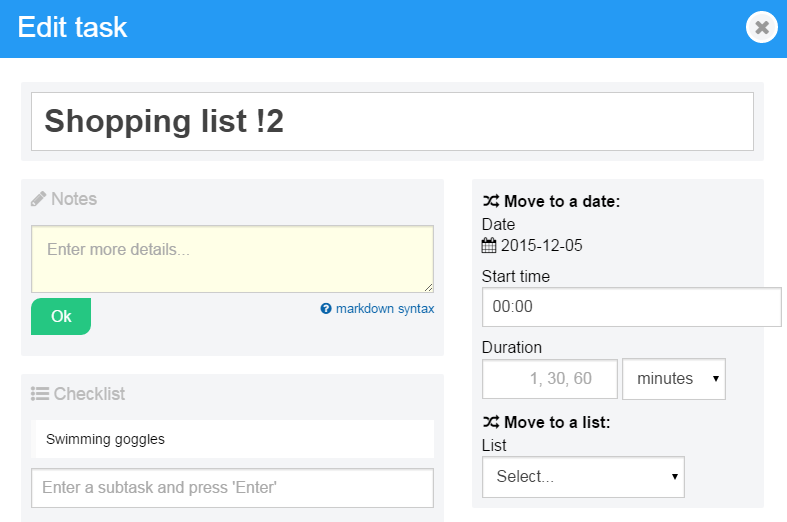 Edit task
Shopping list !2
Notes
Enter more details...
Ok
markdown syntax
Checklist
Swimming goggles
Enter a subtask and press 'Enter'
Move to a date:
Date
2015-12-05
Start time
00:00
Duration
1, 30, 60
minutes
Move to a list:
List
Select...